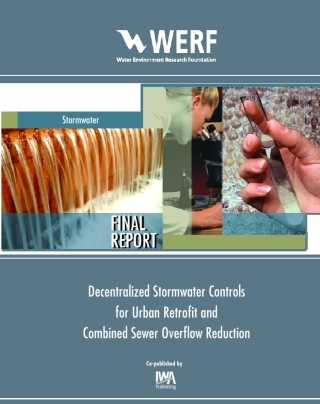 WERF
Water Environment Research Foundation
Stormwater
FINAL
REPORT
Decentralized Stormwater Controls
for Urban Retrofit and
Combined Sewer Overflow Reduction
Co-published by
IWA
Publishing